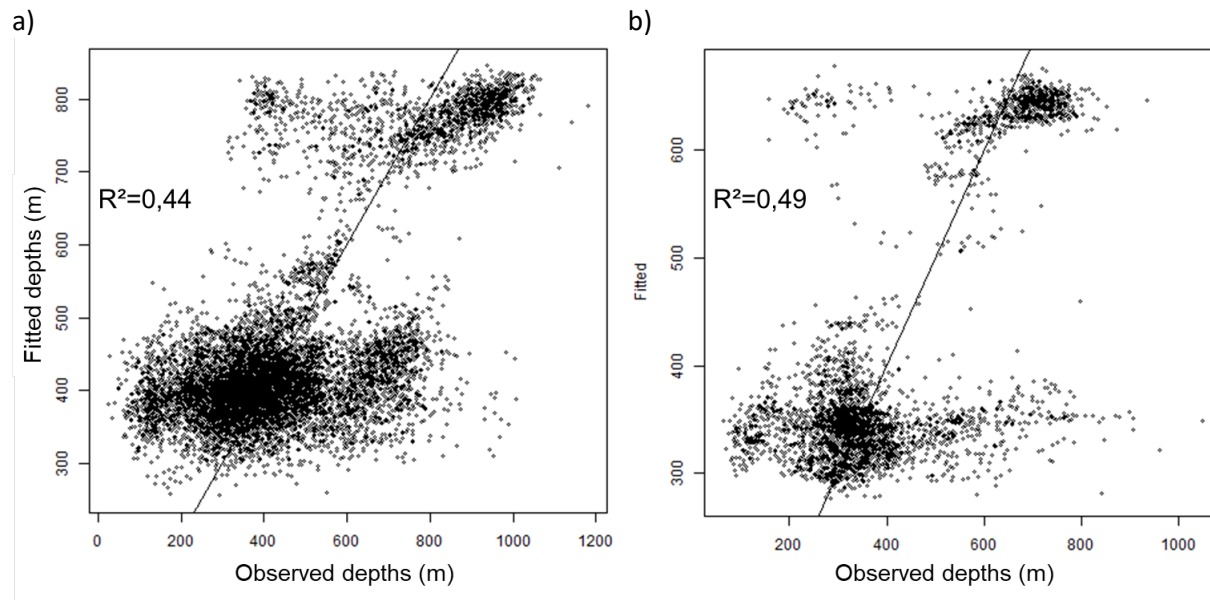 a)
Fitted depths (m)
800
700
600
500
400
300
R²=0,44
0 200 400 600 800 1000 1200
Observed depths (m)
b)
Fitted
600
500
400
300
R²=0,49
200 400 600 800 1000
Observed depths (m)